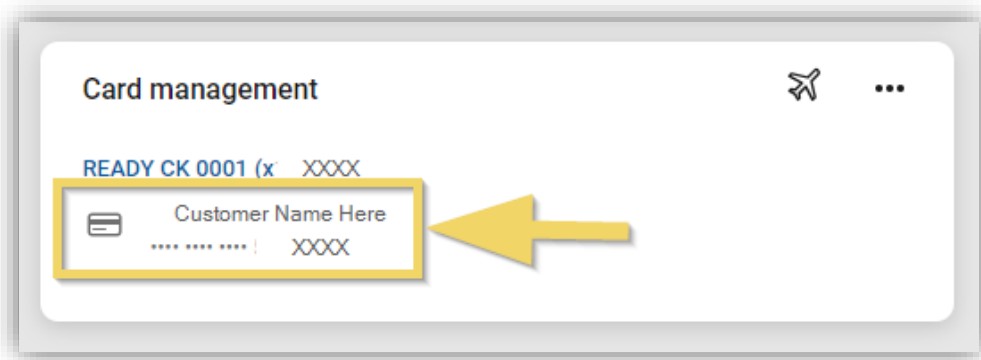 Card management
READY CK 0001 (x XXXX
Customer Name Here
•••• •••• •••• XXXX